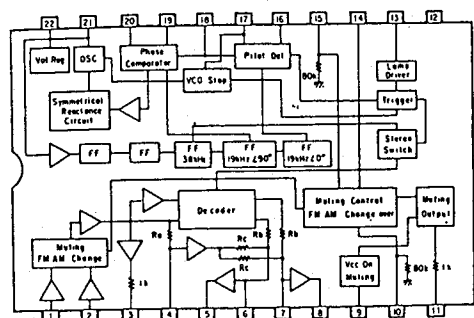 22 21 20 19 18 17 16 15 14 13 12
Vol Reg
OSC
Phase
Comparator
VCO Stop
Pilot Det
80k
Lamp
Driver
Trigger
Symmetrical
Reactance
Circuit
Stereo
Switch
FF
FF
FF
38kHz
FF
19kHz∠90°
FF
19kHz∠0°
Decoder
Muting Control
FM AM Change over
Muting
Output
Muting
FM AM Change
Ra
Rb
Rb
Rc
Rc
Vcc On
Muting
80k
1k
1k
1 2 3 4 5 6 7 8 9 10 11